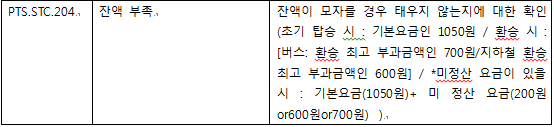 PTS.STC.204. 잔액 부족. 잔액이 모자를 경우 태우지 않는지에 대한 확인
(초기 탑승 시 : 기본요금인 1050원 / 환승 시 :
[버스: 환승 최고 부과금액인 700원/지하철 환승
최고 부과금액인 600원] / *미정산 요금이 있을
시 : 기본요금(1050원)+ 미 정산 요금(200원
or600원or700원) ).